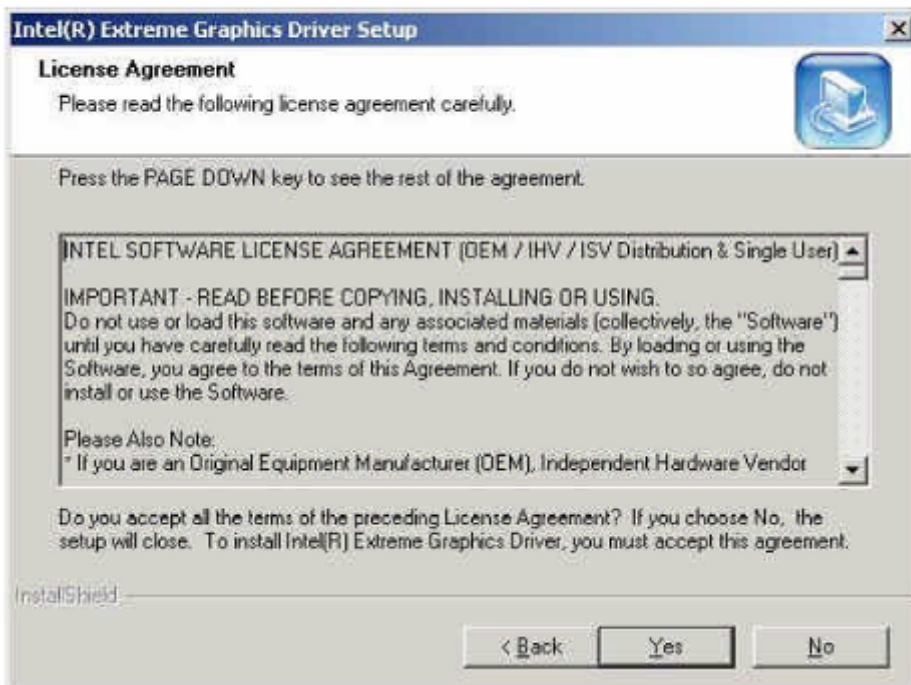 Intel(R) Extreme Graphics Driver Setup
License Agreement
Please read the following license agreement carefully.
Press the PAGE DOWN key to see the rest of the agreement.
INTEL SOFTWARE LICENSE AGREEMENT (OEM / IHV / ISV Distribution & Single User)
IMPORTANT - READ BEFORE COPYING, INSTALLING OR USING.
Do not use or load this software and any associated materials (collectively, the "Software")
until you have carefully read the following terms and conditions. By loading or using the
Software, you agree to the terms of this Agreement. If you do not wish to so agree, do not
install or use the Software.
Please Also Note:
* If you are an Original Equipment Manufacturer (OEM), Independent Hardware Vendor
Do you accept all the terms of the preceding License Agreement? If you choose No, the
setup will close. To install Intel(R) Extreme Graphics Driver, you must accept this agreement.
InstallShield
< Back Yes No